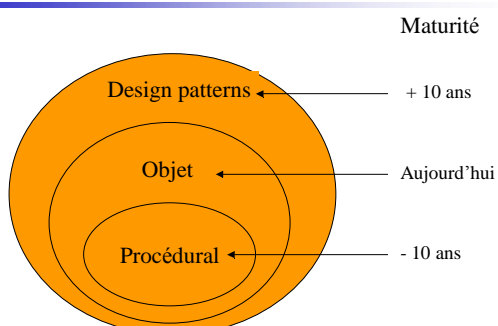 Maturité
Design patterns
+ 10 ans
Objet
Aujourd'hui
Procédural
- 10 ans